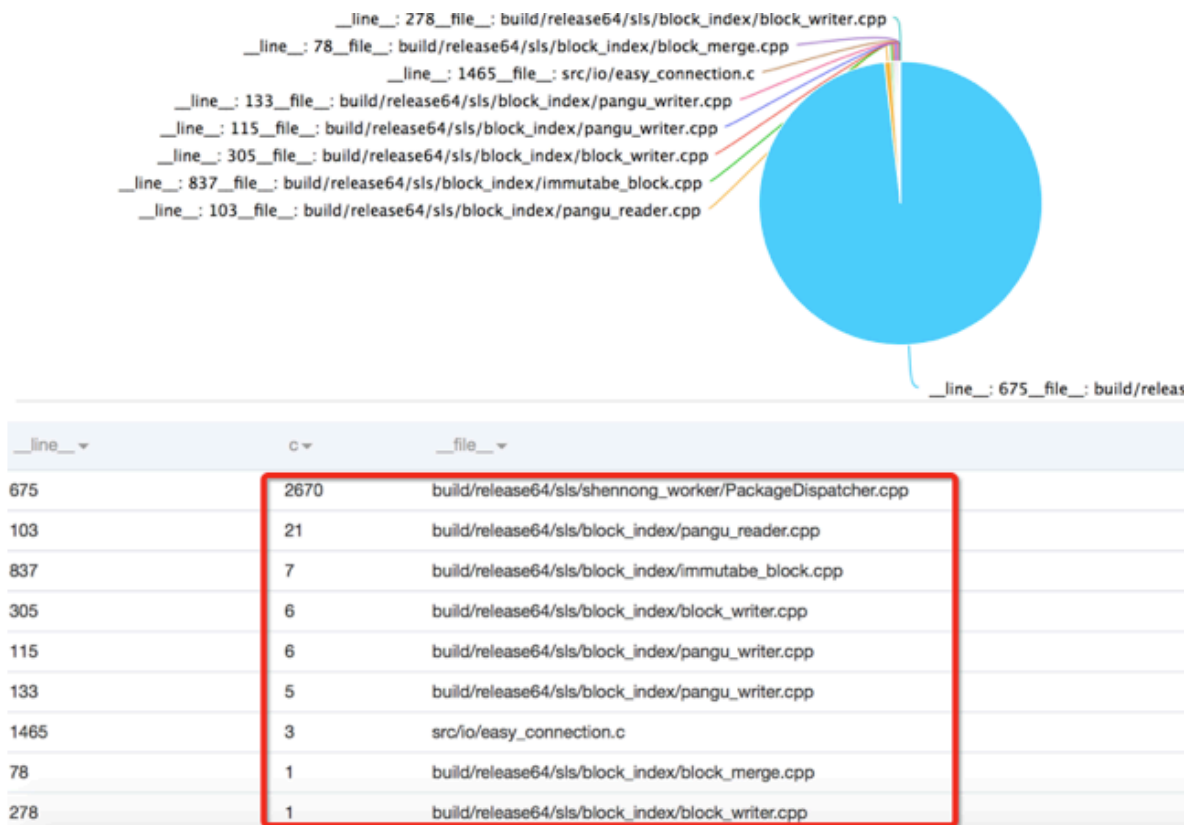 __line__: 278__file__: build/release64/sls/block_index/block_writer.cpp
__line__: 78__file__: build/release64/sls/block_index/block_merge.cpp
__line__: 1465__file__: src/io/easy_connection.c
__line__: 133__file__: build/release64/sls/block_index/pangu_writer.cpp
__line__: 115__file__: build/release64/sls/block_index/pangu_writer.cpp
__line__: 305__file__: build/release64/sls/block_index/block_writer.cpp
__line__: 837__file__: build/release64/sls/block_index/immutabe_block.cpp
__line__: 103__file__: build/release64/sls/block_index/pangu_reader.cpp
__line__: 675__file__: build/releas
__line__ c __file__
675 2670 build/release64/sls/shennong_worker/PackageDispatcher.cpp
103 21 build/release64/sls/block_index/pangu_reader.cpp
837 7 build/release64/sls/block_index/immutabe_block.cpp
305 6 build/release64/sls/block_index/block_writer.cpp
115 6 build/release64/sls/block_index/pangu_writer.cpp
133 5 build/release64/sls/block_index/pangu_writer.cpp
1465 3 src/io/easy_connection.c
78 1 build/release64/sls/block_index/block_merge.cpp
278 1 build/release64/sls/block_index/block_writer.cpp